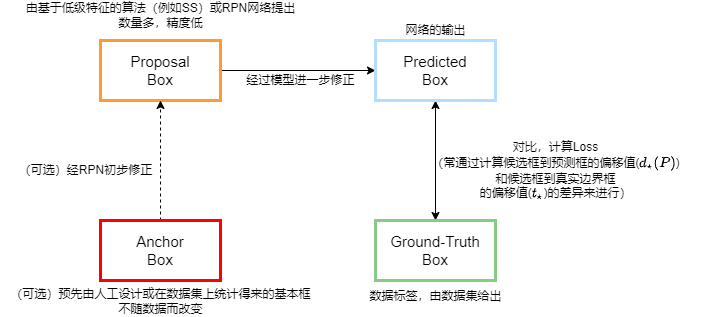 由基于低级特征的算法（例如SS）或RPN网络提出
数量多，精度低
网络的输出
Proposal
Box
Predicted
Box
经过模型进一步修正
（可选）经RPN初步修正
对比，计算Loss
（常通过计算候选框到预测框的偏移值(d⋆(P))
和候选框到真实边界框
的偏移值(t⋆)的差异来进行）
Anchor
Box
Ground-Truth
Box
（可选）预先由人工设计或在数据集上统计得来的基本框
不随数据而改变
数据标签，由数据集给出